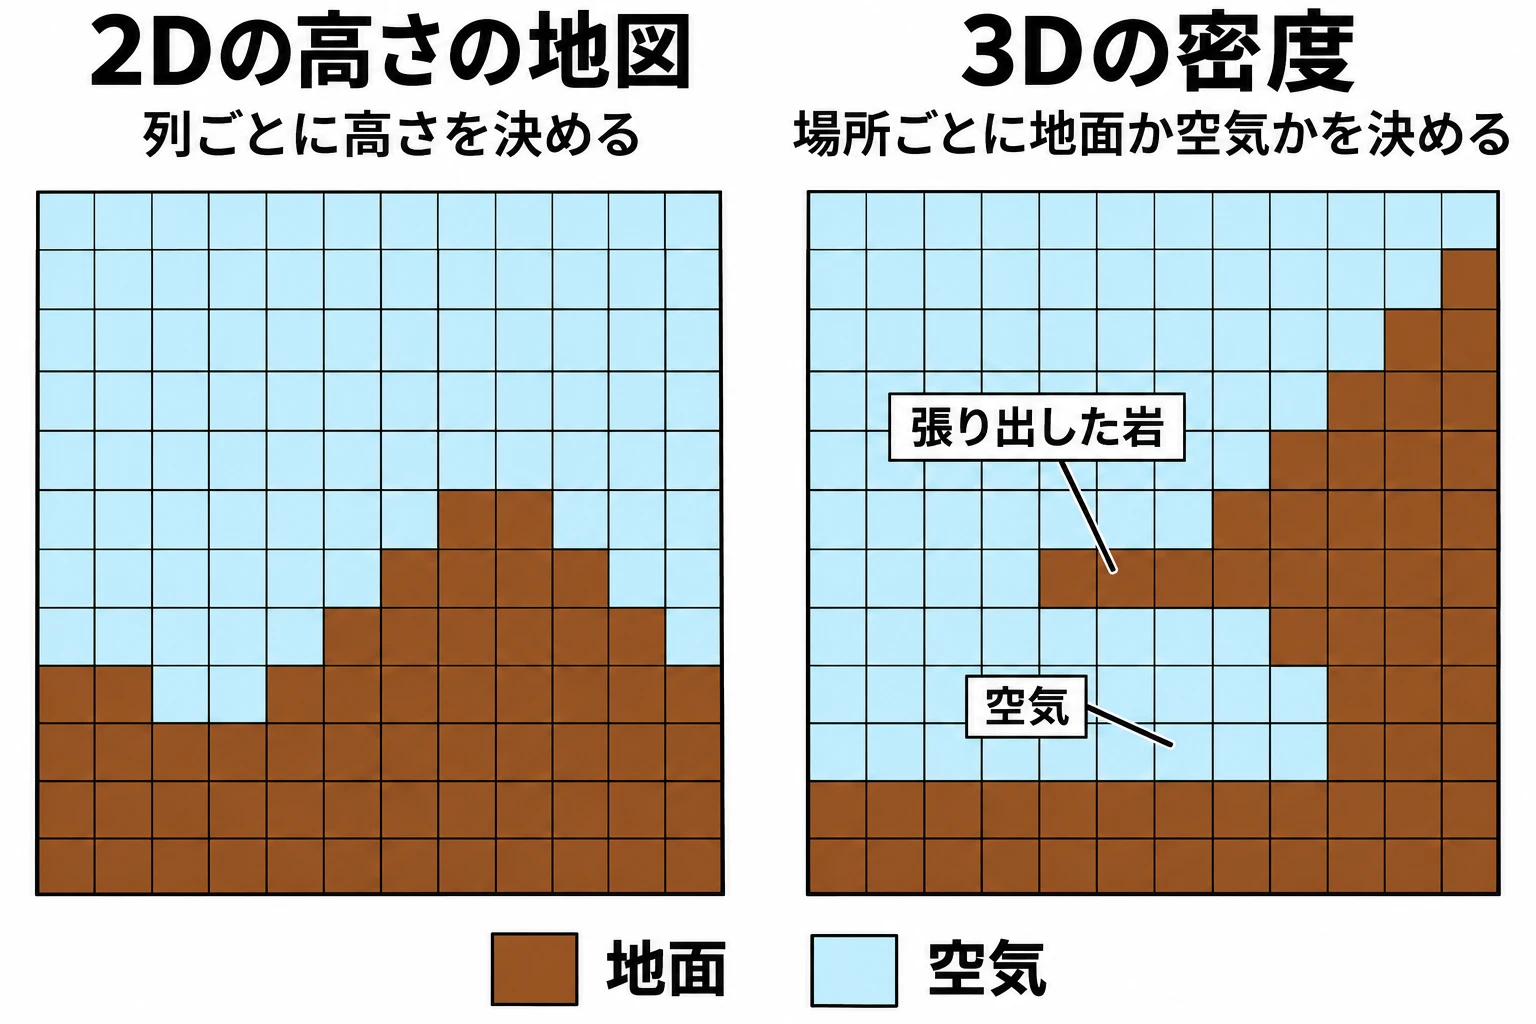 2Dの高さの地図
列ごとに高さを決める
3Dの密度
場所ごとに地面か空気かを決める
張り出した岩
空気
地面
空気